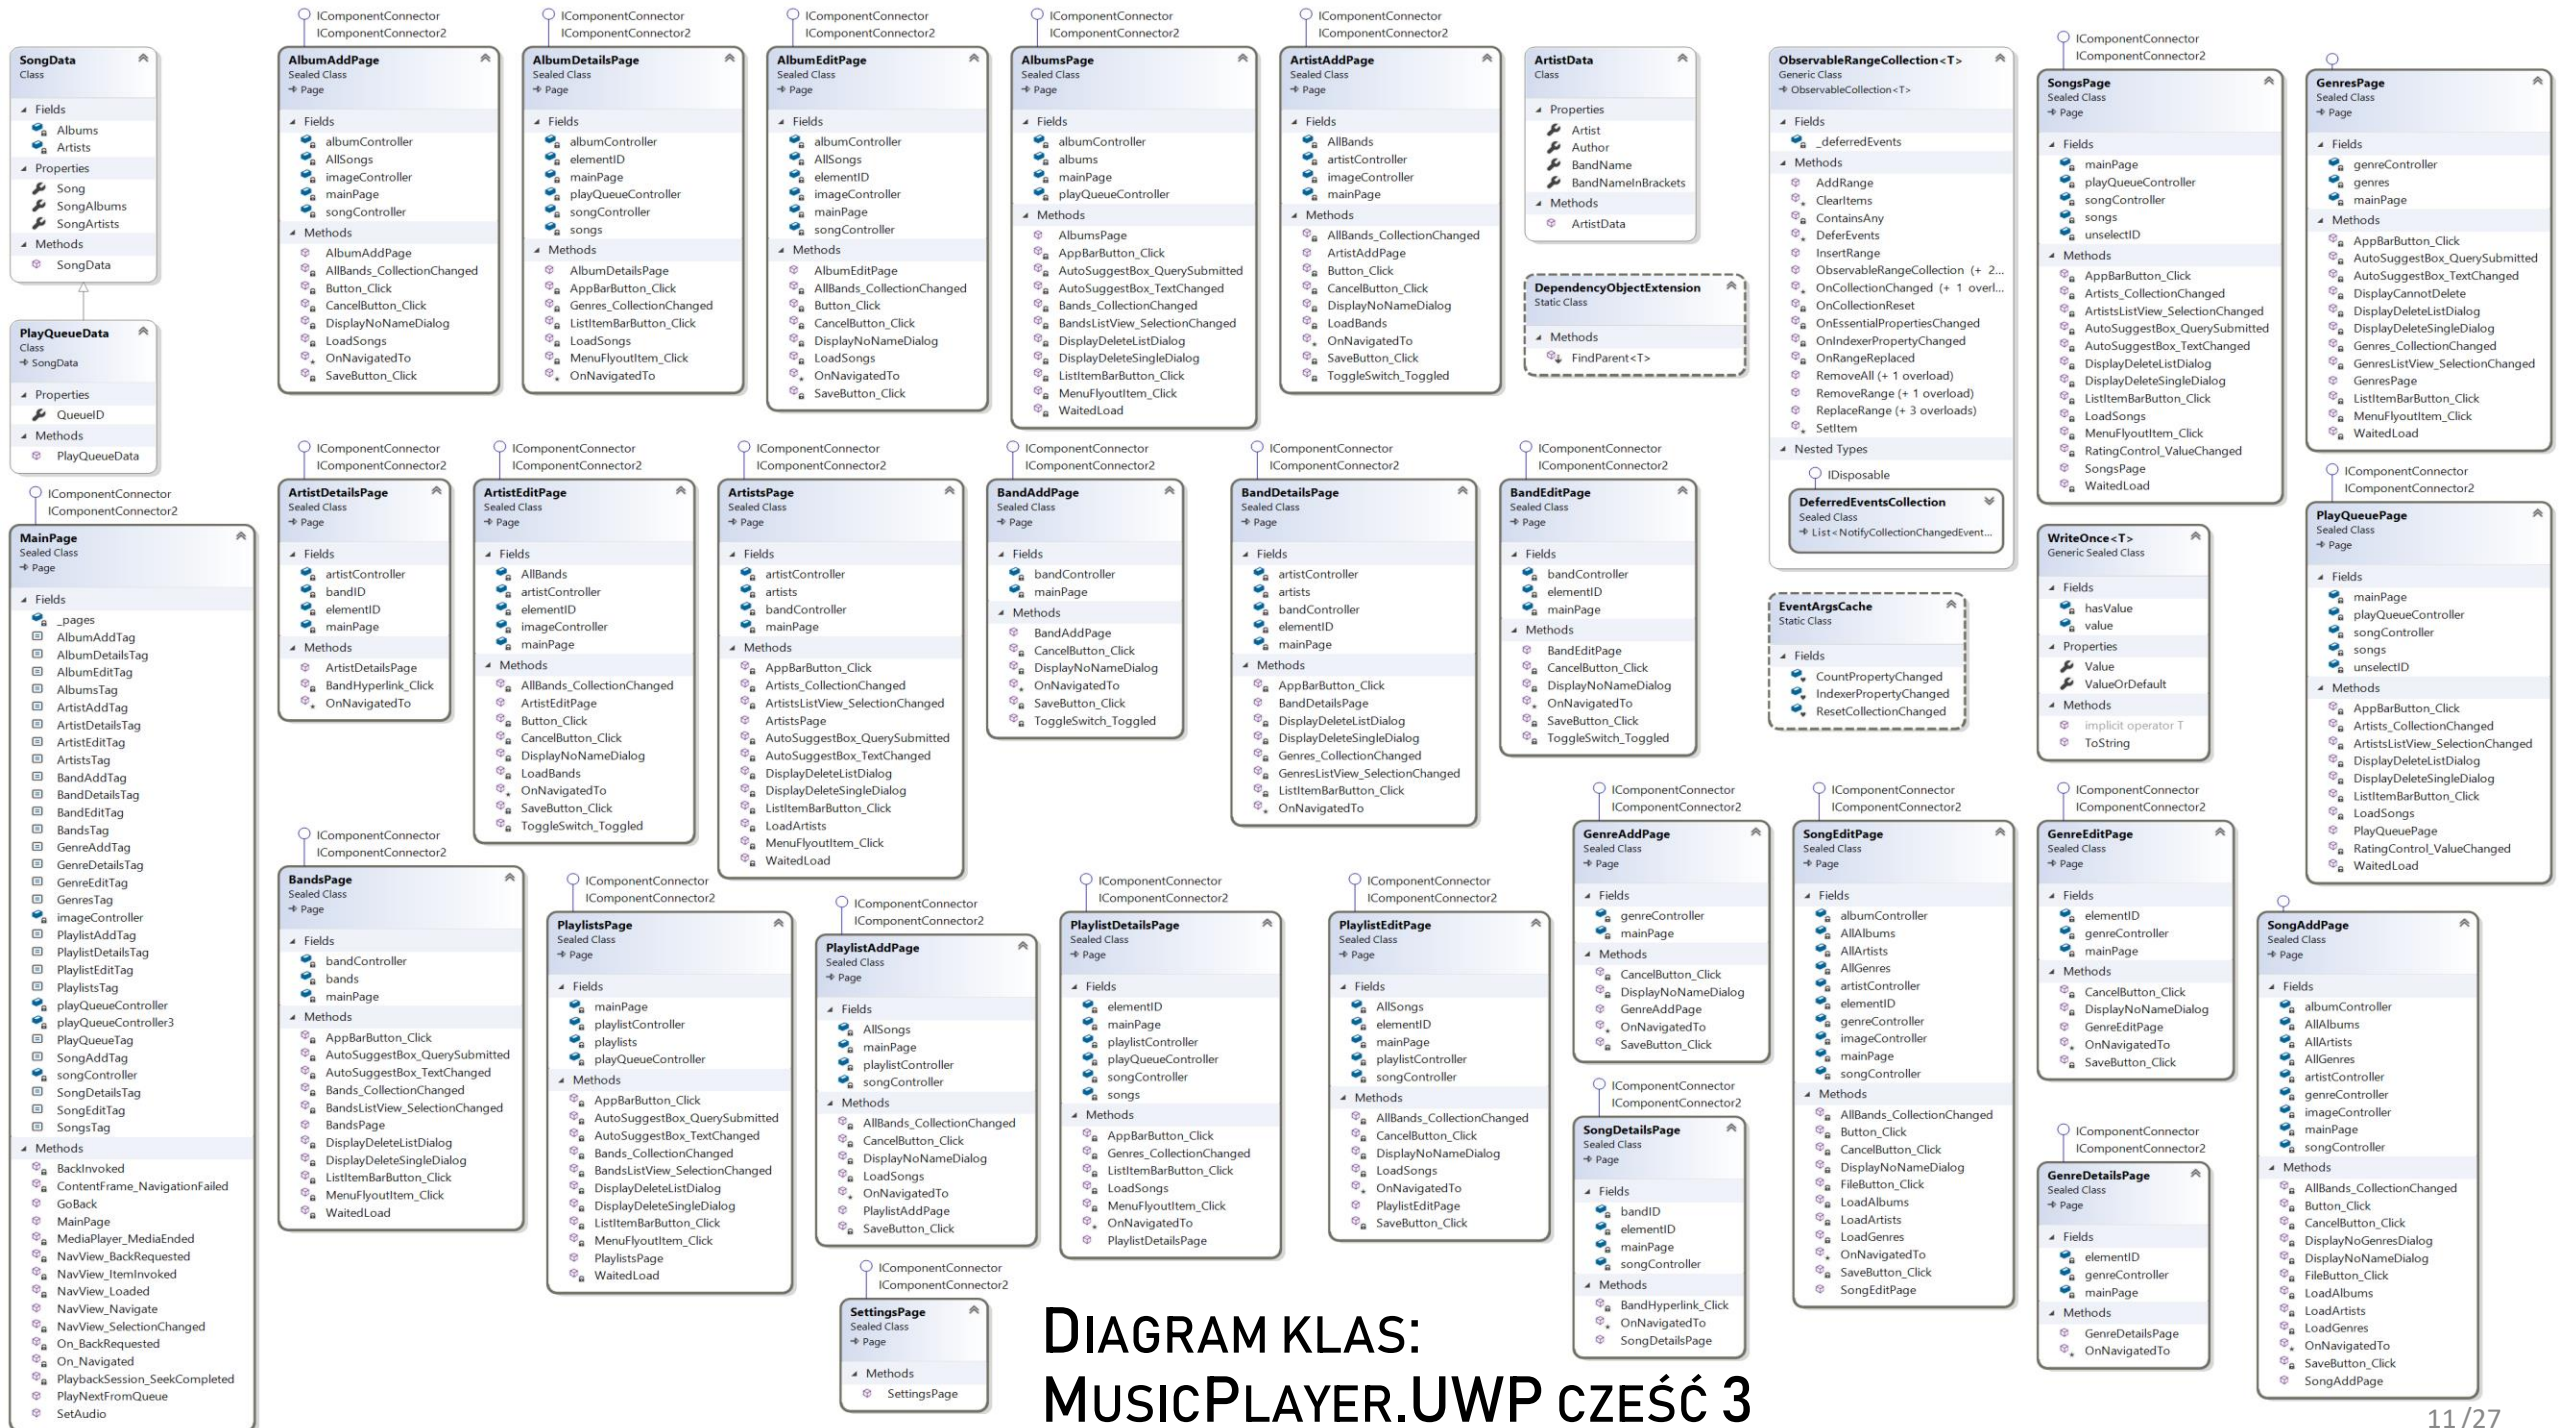 SongData
Class
Fields
Albums
Artists
Properties
Song
SongAlbums
SongArtists
Methods
SongData
PlayQueueData
Class
SongData
Properties
QueueID
Methods
PlayQueueData
IComponentConnector
IComponentConnector2
MainPage
Sealed Class
Page
Fields
_pages
AlbumAddTag
AlbumDetailsTag
AlbumEditTag
AlbumsTag
ArtistAddTag
ArtistDetailsTag
ArtistEditTag
ArtistsTag
BandAddTag
BandDetailsTag
BandEditTag
BandsTag
GenreAddTag
GenreDetailsTag
GenreEditTag
GenresTag
imageController
PlaylistAddTag
PlaylistDetailsTag
PlaylistEditTag
PlaylistsTag
playQueueController
playQueueController3
PlayQueueTag
SongAddTag
songController
SongDetailsTag
SongEditTag
SongsTag
Methods
BackInvoked
ContentFrame_NavigationFailed
GoBack
MainPage
MediaPlayer_MediaEnded
NavView_BackRequested
NavView_ItemInvoked
NavView_Loaded
NavView_Navigate
NavView_SelectionChanged
On_BackRequested
On_Navigated
PlaybackSession_SeekCompleted
PlayNextFromQueue
SetAudio
IComponentConnector
IComponentConnector2
AlbumAddPage
Sealed Class
Page
Fields
albumController
AllSongs
imageController
mainPage
songController
Methods
AlbumAddPage
AllBands_CollectionChanged
Button_Click
CancelButton_Click
DisplayNoNameDialog
LoadSongs
OnNavigatedTo
SaveButton_Click
IComponentConnector
IComponentConnector2
AlbumDetailsPage
Sealed Class
Page
Fields
albumController
elementID
mainPage
playQueueController
songController
songs
Methods
AlbumDetailsPage
AppBarButton_Click
Genres_CollectionChanged
ListItemBarButton_Click
LoadSongs
MenuFlyoutItem_Click
OnNavigatedTo
IComponentConnector
IComponentConnector2
AlbumEditPage
Sealed Class
Page
Fields
albumController
AllSongs
elementID
imageController
mainPage
songController
Methods
AlbumEditPage
AllBands_CollectionChanged
Button_Click
CancelButton_Click
DisplayNoNameDialog
LoadSongs
OnNavigatedTo
SaveButton_Click
IComponentConnector
IComponentConnector2
AlbumsPage
Sealed Class
Page
Fields
albumController
albums
mainPage
playQueueController
Methods
AlbumsPage
AppBarButton_Click
AutoSuggestBox_QuerySubmitted
AutoSuggestBox_TextChanged
Bands_CollectionChanged
BandsListView_SelectionChanged
DisplayDeleteListDialog
DisplayDeleteSingleDialog
ListItemBarButton_Click
MenuFlyoutItem_Click
WaitedLoad
IComponentConnector
IComponentConnector2
ArtistAddPage
Sealed Class
Page
Fields
AllBands
artistController
imageController
mainPage
Methods
AllBands_CollectionChanged
ArtistAddPage
Button_Click
CancelButton_Click
DisplayNoNameDialog
LoadBands
OnNavigatedTo
SaveButton_Click
ToggleSwitch_Toggled
ArtistData
Class
Properties
Artist
Author
BandName
BandNameInBrackets
Methods
ArtistData
DependencyObjectExtension
Static Class
Methods
FindParent<T>
ObservableRangeCollection<T>
Generic Class
ObservableCollection<T>
Fields
_deferredEvents
Methods
AddRange
ClearItems
ContainsAny
DeferEvents
InsertRange
ObservableRangeCollection (+ 2...
OnCollectionChanged (+ 1 overl...
OnCollectionReset
OnEssentialPropertiesChanged
OnIndexerPropertyChanged
OnRangeReplaced
RemoveAll (+ 1 overload)
RemoveRange (+ 1 overload)
ReplaceRange (+ 3 overloads)
SetItem
Nested Types
IDisposable
DeferredEventsCollection
Sealed Class
List<NotifyCollectionChangedEvent...
EventArgsCache
Static Class
Fields
CountPropertyChanged
IndexerPropertyChanged
ResetCollectionChanged
IComponentConnector
IComponentConnector2
SongsPage
Sealed Class
Page
Fields
mainPage
playQueueController
songController
songs
unselectID
Methods
AppBarButton_Click
Artists_CollectionChanged
ArtistsListView_SelectionChanged
AutoSuggestBox_QuerySubmitted
AutoSuggestBox_TextChanged
DisplayDeleteListDialog
DisplayDeleteSingleDialog
ListItemBarButton_Click
LoadSongs
MenuFlyoutItem_Click
RatingControl_ValueChanged
SongsPage
WaitedLoad
GenresPage
Sealed Class
Page
Fields
genreController
genres
mainPage
Methods
AppBarButton_Click
AutoSuggestBox_QuerySubmitted
AutoSuggestBox_TextChanged
DisplayCannotDelete
DisplayDeleteListDialog
DisplayDeleteSingleDialog
Genres_CollectionChanged
GenresListView_SelectionChanged
GenresPage
ListItemBarButton_Click
MenuFlyoutItem_Click
WaitedLoad
IComponentConnector
IComponentConnector2
ArtistDetailsPage
Sealed Class
Page
Fields
artistController
bandID
elementID
mainPage
Methods
ArtistDetailsPage
BandHyperlink_Click
OnNavigatedTo
IComponentConnector
IComponentConnector2
ArtistEditPage
Sealed Class
Page
Fields
AllBands
artistController
elementID
imageController
mainPage
Methods
AllBands_CollectionChanged
ArtistEditPage
Button_Click
CancelButton_Click
DisplayNoNameDialog
LoadBands
OnNavigatedTo
SaveButton_Click
ToggleSwitch_Toggled
IComponentConnector
IComponentConnector2
ArtistsPage
Sealed Class
Page
Fields
artistController
artists
bandController
mainPage
Methods
AppBarButton_Click
Artists_CollectionChanged
ArtistsListView_SelectionChanged
ArtistsPage
AutoSuggestBox_QuerySubmitted
AutoSuggestBox_TextChanged
DisplayDeleteListDialog
DisplayDeleteSingleDialog
ListItemBarButton_Click
LoadArtists
MenuFlyoutItem_Click
WaitedLoad
IComponentConnector
IComponentConnector2
BandAddPage
Sealed Class
Page
Fields
bandController
mainPage
Methods
BandAddPage
CancelButton_Click
DisplayNoNameDialog
OnNavigatedTo
SaveButton_Click
ToggleSwitch_Toggled
IComponentConnector
IComponentConnector2
BandDetailsPage
Sealed Class
Page
Fields
artistController
artists
bandController
elementID
mainPage
Methods
AppBarButton_Click
BandDetailsPage
DisplayDeleteListDialog
DisplayDeleteSingleDialog
Genres_CollectionChanged
GenresListView_SelectionChanged
ListItemBarButton_Click
OnNavigatedTo
IComponentConnector
IComponentConnector2
BandEditPage
Sealed Class
Page
Fields
bandController
elementID
mainPage
Methods
BandEditPage
CancelButton_Click
DisplayNoNameDialog
OnNavigatedTo
SaveButton_Click
ToggleSwitch_Toggled
WriteOnce<T>
Generic Sealed Class
Fields
hasValue
value
Properties
Value
ValueOrDefault
Methods
implicit operator T
ToString
IComponentConnector
IComponentConnector2
PlayQueuePage
Sealed Class
Page
Fields
mainPage
playQueueController
songController
songs
unselectID
Methods
AppBarButton_Click
Artists_CollectionChanged
ArtistsListView_SelectionChanged
DisplayDeleteListDialog
DisplayDeleteSingleDialog
ListItemBarButton_Click
LoadSongs
PlayQueuePage
RatingControl_ValueChanged
WaitedLoad
IComponentConnector
IComponentConnector2
BandsPage
Sealed Class
Page
Fields
bandController
bands
mainPage
Methods
AppBarButton_Click
AutoSuggestBox_QuerySubmitted
AutoSuggestBox_TextChanged
Bands_CollectionChanged
BandsListView_SelectionChanged
BandsPage
DisplayDeleteListDialog
DisplayDeleteSingleDialog
ListItemBarButton_Click
MenuFlyoutItem_Click
WaitedLoad
IComponentConnector
IComponentConnector2
PlaylistsPage
Sealed Class
Page
Fields
mainPage
playlistController
playlists
playQueueController
Methods
AppBarButton_Click
AutoSuggestBox_QuerySubmitted
AutoSuggestBox_TextChanged
Bands_CollectionChanged
BandsListView_SelectionChanged
DisplayDeleteListDialog
DisplayDeleteSingleDialog
ListItemBarButton_Click
MenuFlyoutItem_Click
PlaylistsPage
WaitedLoad
IComponentConnector
IComponentConnector2
PlaylistAddPage
Sealed Class
Page
Fields
AllSongs
mainPage
playlistController
songController
Methods
AllBands_CollectionChanged
CancelButton_Click
DisplayNoNameDialog
LoadSongs
OnNavigatedTo
PlaylistAddPage
SaveButton_Click
IComponentConnector
IComponentConnector2
PlaylistDetailsPage
Sealed Class
Page
Fields
elementID
mainPage
playlistController
playQueueController
songController
songs
Methods
AppBarButton_Click
Genres_CollectionChanged
ListItemBarButton_Click
LoadSongs
MenuFlyoutItem_Click
OnNavigatedTo
PlaylistDetailsPage
IComponentConnector
IComponentConnector2
PlaylistEditPage
Sealed Class
Page
Fields
AllSongs
elementID
mainPage
playlistController
songController
Methods
AllBands_CollectionChanged
CancelButton_Click
DisplayNoNameDialog
LoadSongs
OnNavigatedTo
PlaylistEditPage
SaveButton_Click
IComponentConnector
IComponentConnector2
GenreAddPage
Sealed Class
Page
Fields
genreController
mainPage
Methods
CancelButton_Click
DisplayNoNameDialog
GenreAddPage
OnNavigatedTo
SaveButton_Click
IComponentConnector
IComponentConnector2
SongDetailsPage
Sealed Class
Page
Fields
bandID
elementID
mainPage
songController
Methods
BandHyperlink_Click
OnNavigatedTo
SongDetailsPage
IComponentConnector
IComponentConnector2
SongEditPage
Sealed Class
Page
Fields
albumController
AllAlbums
AllArtists
AllGenres
artistController
elementID
genreController
imageController
mainPage
songController
Methods
AllBands_CollectionChanged
Button_Click
CancelButton_Click
DisplayNoNameDialog
FileButton_Click
LoadAlbums
LoadArtists
LoadGenres
OnNavigatedTo
SaveButton_Click
SongEditPage
IComponentConnector
IComponentConnector2
GenreEditPage
Sealed Class
Page
Fields
elementID
genreController
mainPage
Methods
CancelButton_Click
DisplayNoNameDialog
GenreEditPage
OnNavigatedTo
SaveButton_Click
IComponentConnector
IComponentConnector2
GenreDetailsPage
Sealed Class
Page
Fields
elementID
genreController
mainPage
Methods
GenreDetailsPage
OnNavigatedTo
SongAddPage
Sealed Class
Page
Fields
albumController
AllAlbums
AllArtists
AllGenres
artistController
genreController
imageController
mainPage
songController
Methods
AllBands_CollectionChanged
Button_Click
CancelButton_Click
DisplayNoGenresDialog
DisplayNoNameDialog
FileButton_Click
LoadAlbums
LoadArtists
LoadGenres
OnNavigatedTo
SaveButton_Click
SongAddPage
IComponentConnector
IComponentConnector2
SettingsPage
Sealed Class
Page
Methods
SettingsPage
DIAGRAM KLAS:
MUSICPLAYER.UWP CZEŚĆ 3
11/27